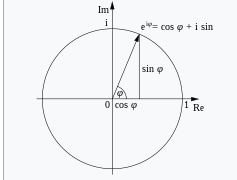 Im
i
e^iφ = cos φ + i sin
sin φ
φ
0 cos φ
1 Re